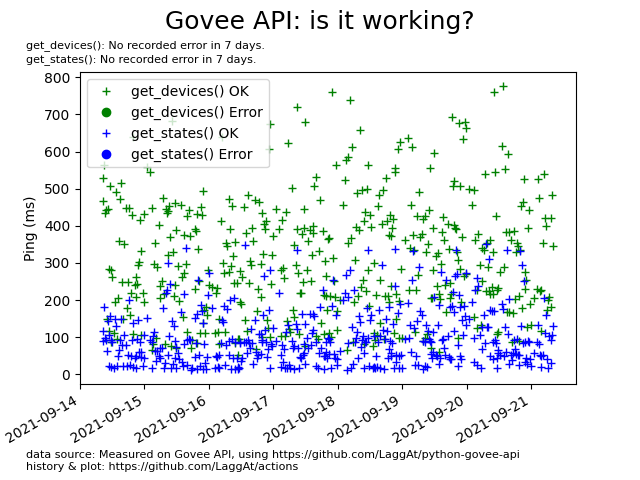 Govee API: is it working?
get_devices(): No recorded error in 7 days.
get_states(): No recorded error in 7 days.
800
700
600
500
400
300
200
100
0
Ping (ms)
get_devices() OK
get_devices() Error
get_states() OK
get_states() Error
2021-09-14
2021-09-15
2021-09-16
2021-09-17
2021-09-18
2021-09-19
2021-09-20
2021-09-21
data source: Measured on Govee API, using https://github.com/LaggAt/python-govee-api
history & plot: https://github.com/LaggAt/actions